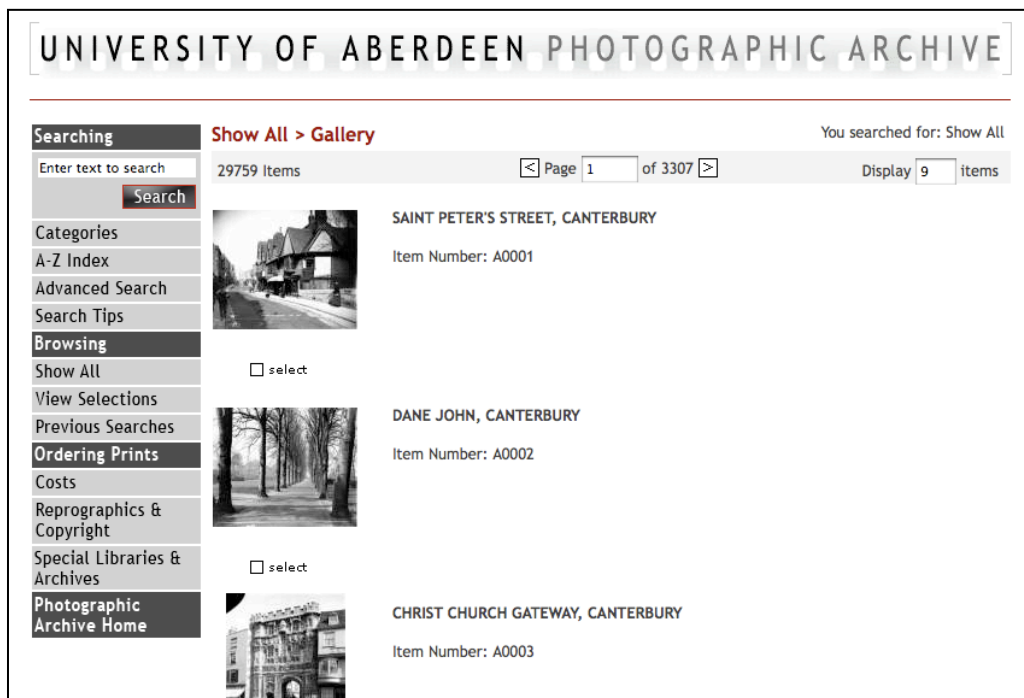 UNIVERSITY OF ABERDEEN PHOTOGRAPHIC ARCHIVE
Searching
Enter text to search
Search
Categories
A-Z Index
Advanced Search
Search Tips
Browsing
Show All
View Selections
Previous Searches
Ordering Prints
Costs
Reprographics &
Copyright
Special Libraries &
Archives
Photographic
Archive Home
Show All > Gallery
You searched for: Show All
29759 Items
< Page 1 of 3307 >
Display 9 items
SAINT PETER'S STREET, CANTERBURY
Item Number: A0001
select
DANE JOHN, CANTERBURY
Item Number: A0002
select
CHRIST CHURCH GATEWAY, CANTERBURY
Item Number: A0003